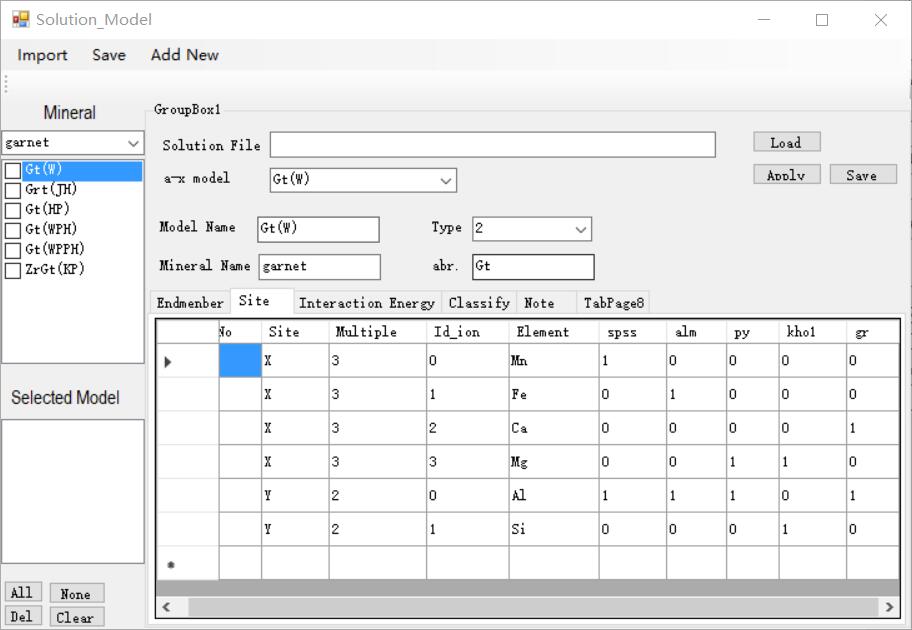 Solution_Model
Import Save Add New
Mineral
garnet
Gt(W)
Grt(JH)
Gt(HP)
Gt(WPH)
Gt(WPPH)
ZrGt(KP)
Selected Model
All None
Del Clear
GroupBox1
Solution File Load
a-x model Gt(W) Apply Save
Model Name Gt(W) Type 2
Mineral Name garnet abr. Gt
Endmenber Site Interaction Energy Classify Note TabPage8
No Site Multiple Id_ion Element spss alm py kho1 gr
X 3 0 Mn 1 0 0 0 0
X 3 1 Fe 0 1 0 0 0
X 3 2 Ca 0 0 0 0 1
X 3 3 Mg 0 0 1 1 0
Y 2 0 Al 1 1 1 0 1
Y 2 1 Si 0 0 0 1 0